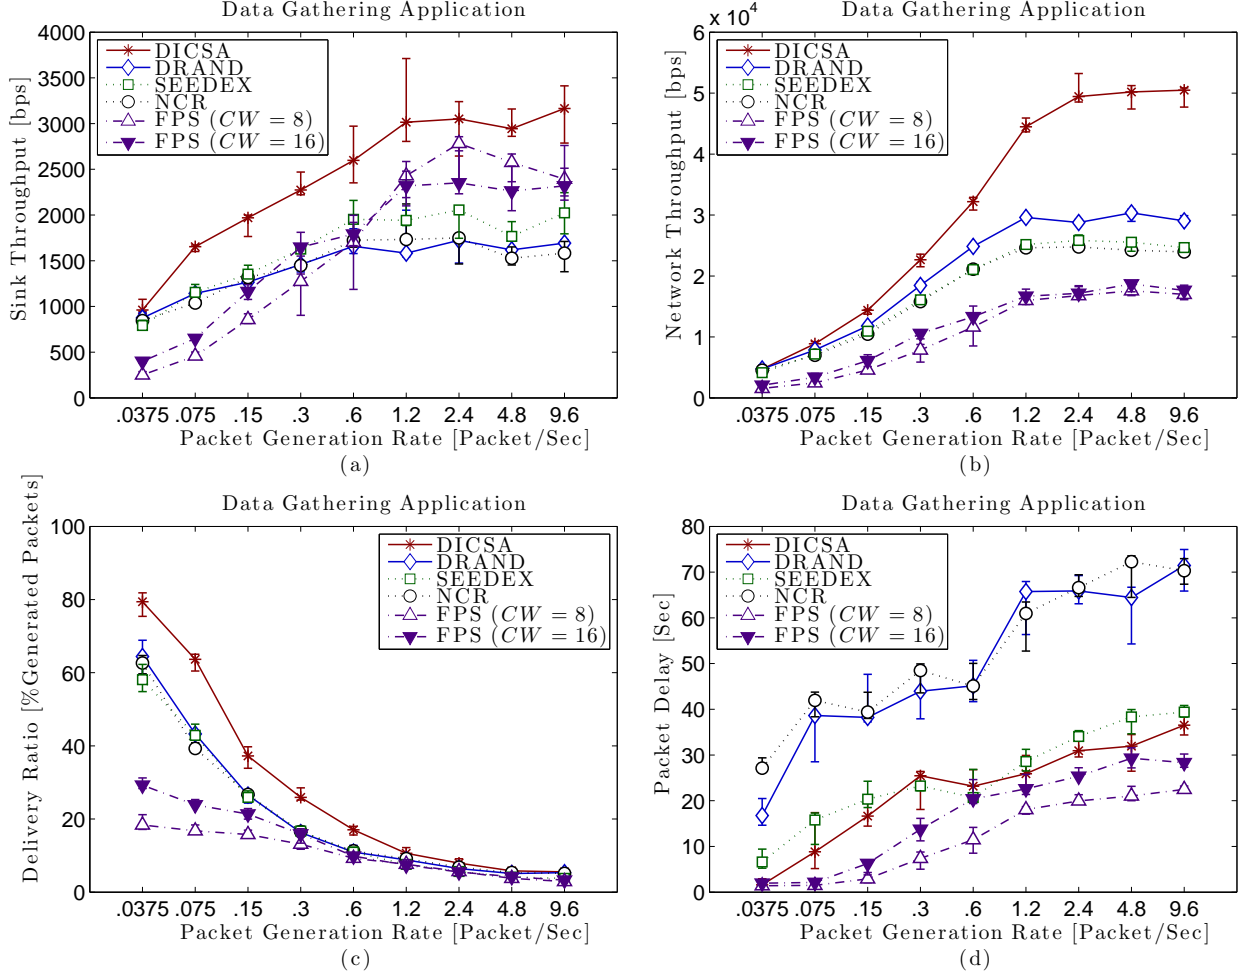 Data Gathering Application
4000
3500
3000
2500
2000
1500
1000
500
0
Sink Throughput [bps]
DICSA
DRAND
SEEDEX
NCR
FPS (CW = 8)
FPS (CW = 16)
.0375 .075 .15 .3 .6 1.2 2.4 4.8 9.6
Packet Generation Rate [Packet/Sec]
(a)
Data Gathering Application
x 10^4
6
5
4
3
2
1
0
Network Throughput [bps]
DICSA
DRAND
SEEDEX
NCR
FPS (CW = 8)
FPS (CW = 16)
.0375 .075 .15 .3 .6 1.2 2.4 4.8 9.6
Packet Generation Rate [Packet/Sec]
(b)
Data Gathering Application
100
80
60
40
20
0
Delivery Ratio [%Generated Packets]
DICSA
DRAND
SEEDEX
NCR
FPS (CW = 8)
FPS (CW = 16)
.0375 .075 .15 .3 .6 1.2 2.4 4.8 9.6
Packet Generation Rate [Packet/Sec]
(c)
Data Gathering Application
80
70
60
50
40
30
20
10
0
Packet Delay [Sec]
DICSA
DRAND
SEEDEX
NCR
FPS (CW = 8)
FPS (CW = 16)
.0375 .075 .15 .3 .6 1.2 2.4 4.8 9.6
Packet Generation Rate [Packet/Sec]
(d)